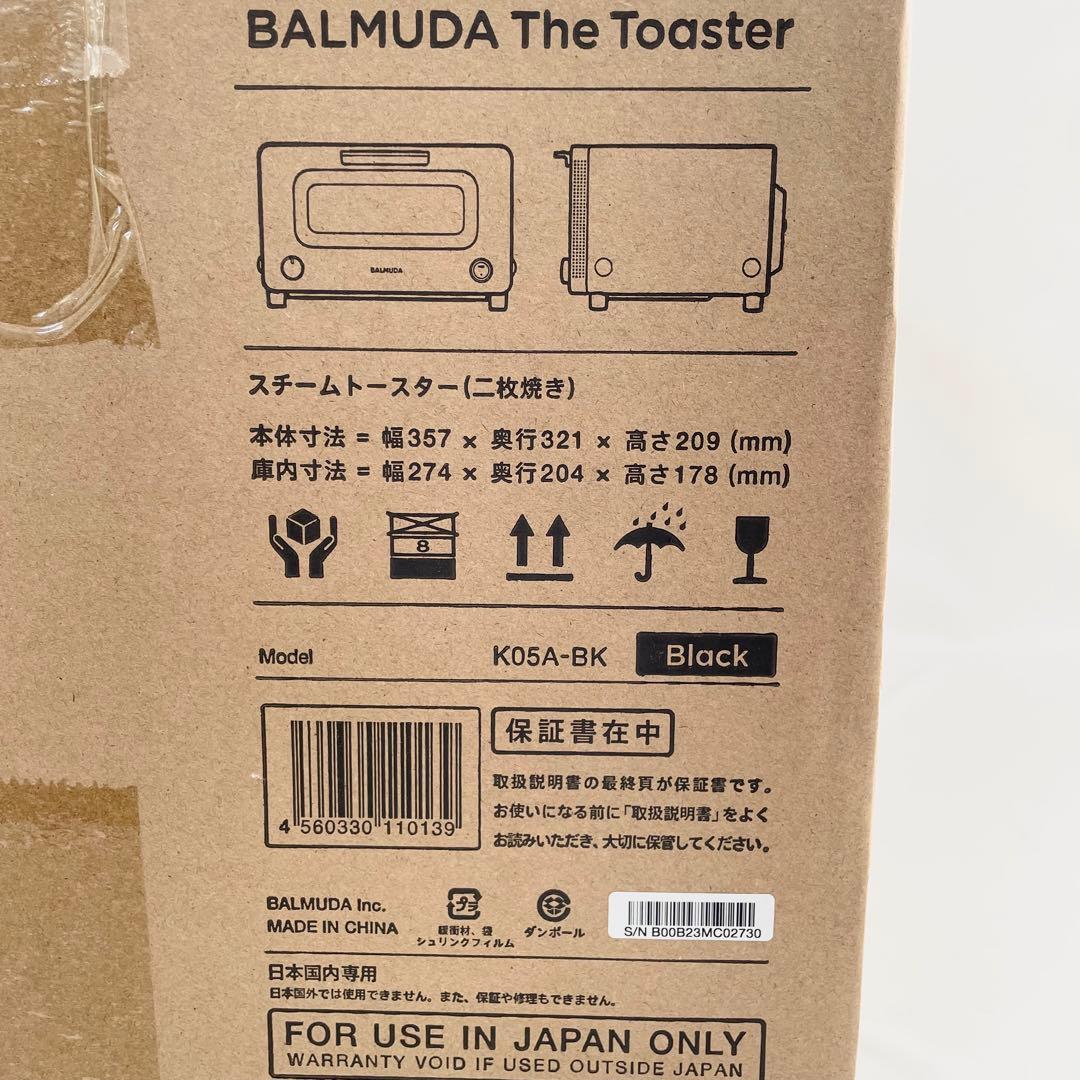 BALMUDA The Toaster
BALMUDA
スチームトースター(二枚焼き)
本体寸法 = 幅357 × 奥行321 × 高さ209 (mm)
庫内寸法 = 幅274 × 奥行204 × 高さ178 (mm)
8
Model K05A-BK Black
4 560330 110139
保証書在中
取扱説明書の最終頁が保証書です。
お使いになる前に「取扱説明書」をよく
お読みいただき、大切に保管してください。
BALMUDA Inc.
MADE IN CHINA
プラ
緩衝材、袋
シュリンクフィルム
ダンボール
S/N B00B23MC02730
日本国内専用
日本国外では使用できません。また、保証や修理もできません。
FOR USE IN JAPAN ONLY
WARRANTY VOID IF USED OUTSIDE JAPAN